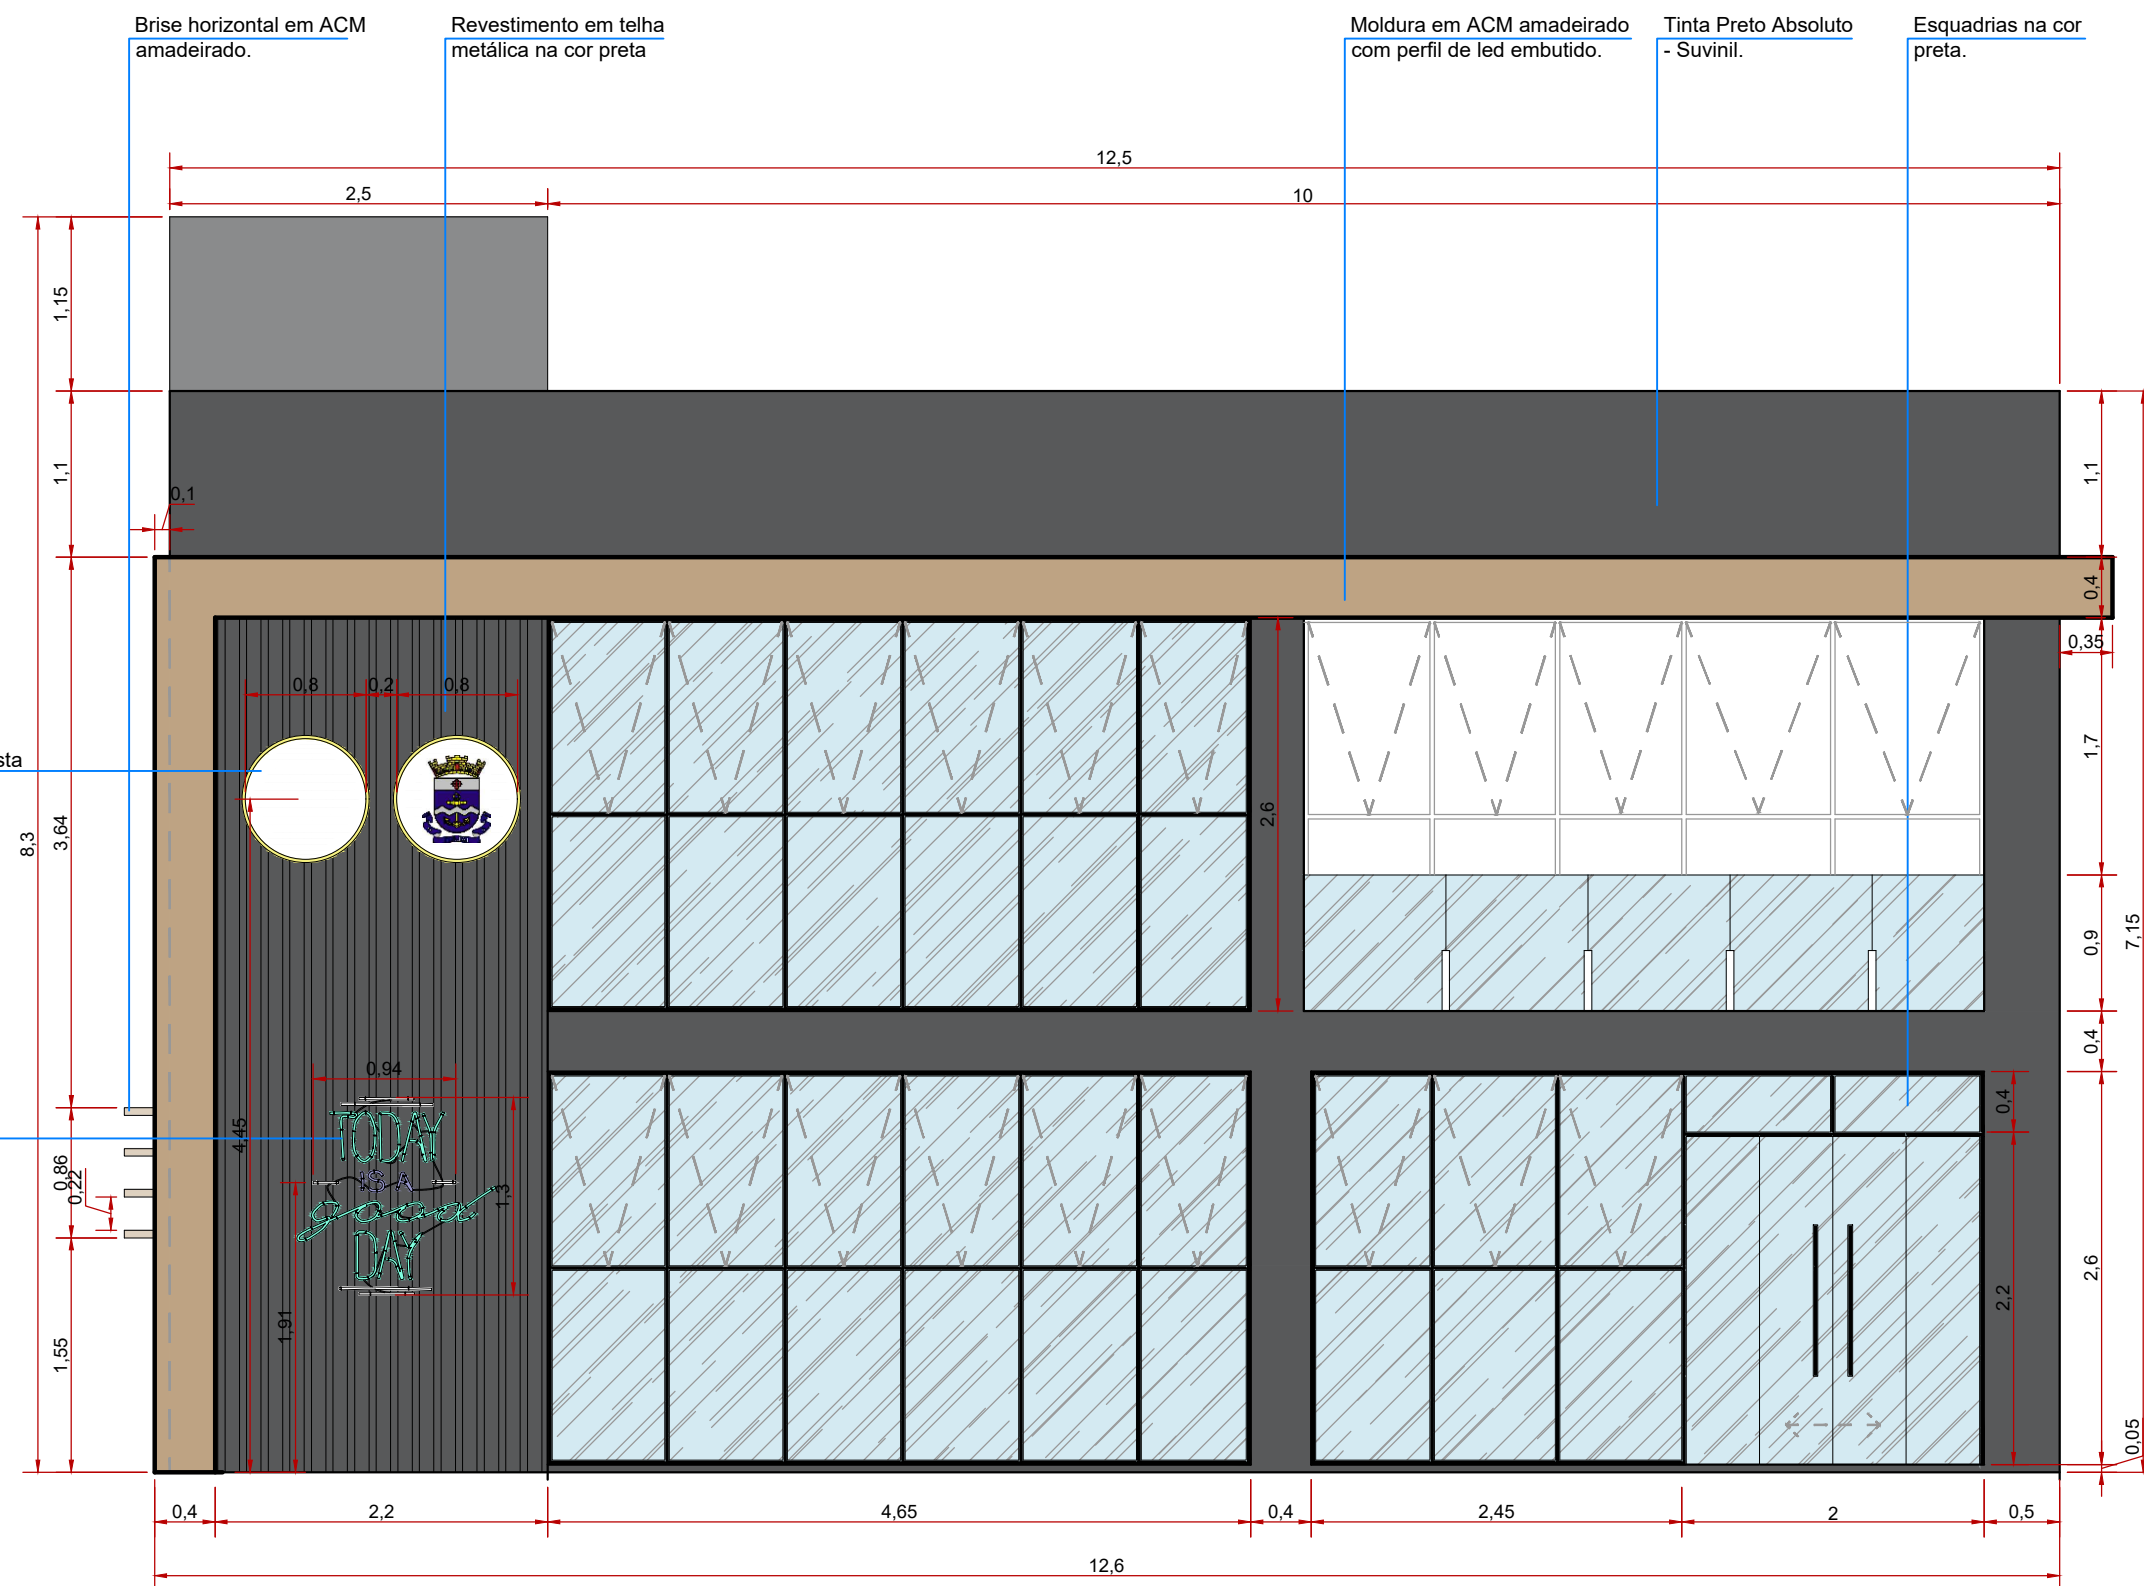 Brise horizontal em ACM
amadeirado.
Revestimento em telha
metálica na cor preta
Moldura em ACM amadeirado
com perfil de led embutido.
Tinta Preto Absoluto
- Suvinil.
Esquadrias na cor
preta.
12,5
2,5
10
1,15
1,1
0,1
1,1
0,4
0,35
0,8
0,2
0,8
sta
8,3
3,64
2,6
1,7
0,9
7,15
0,4
0,94
4,45
TODAY
IS A
good
DAY
1,3
0,86
0,22
0,4
2,6
2,2
1,91
1,55
0,05
0,4
2,2
4,65
0,4
2,45
2
0,5
12,6